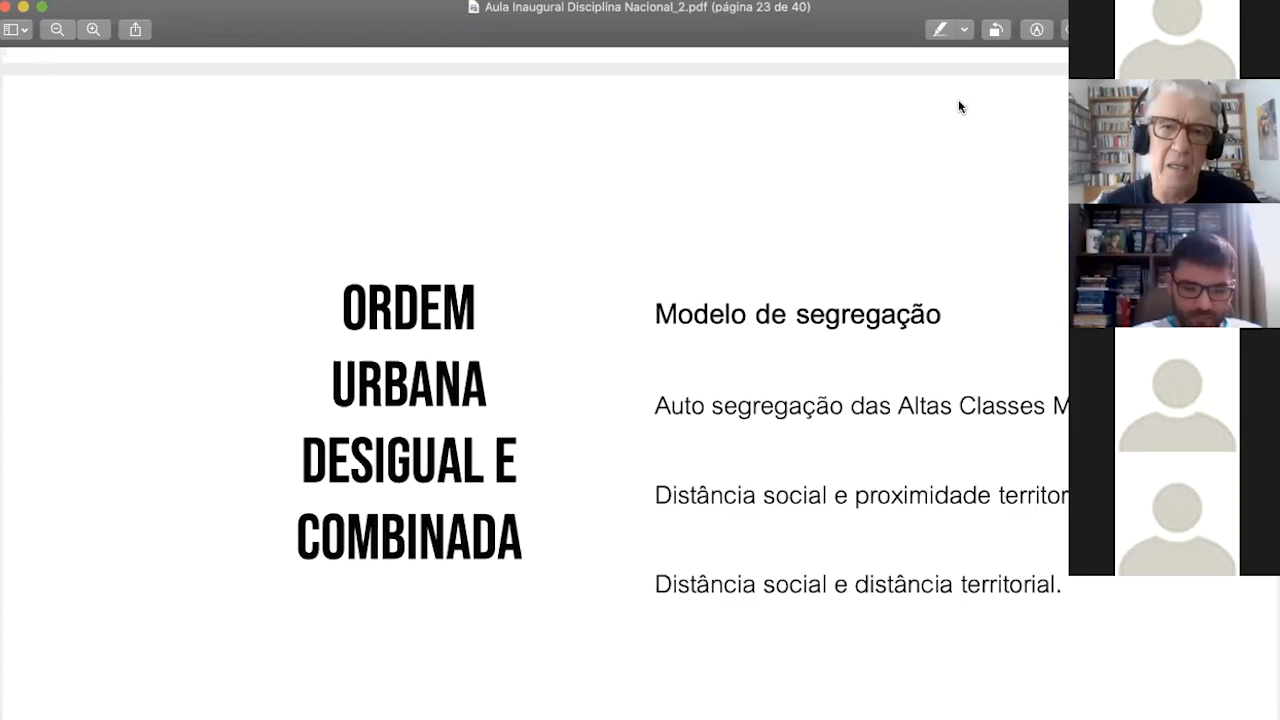 Aula Inaugural Disciplina Nacional_2.pdf (página 23 de 40)
ORDEM
URBANA
DESIGUAL E
COMBINADA
Modelo de segregação
Auto segregação das Altas Classes M
Distância social e proximidade territor
Distância social e distância territorial.